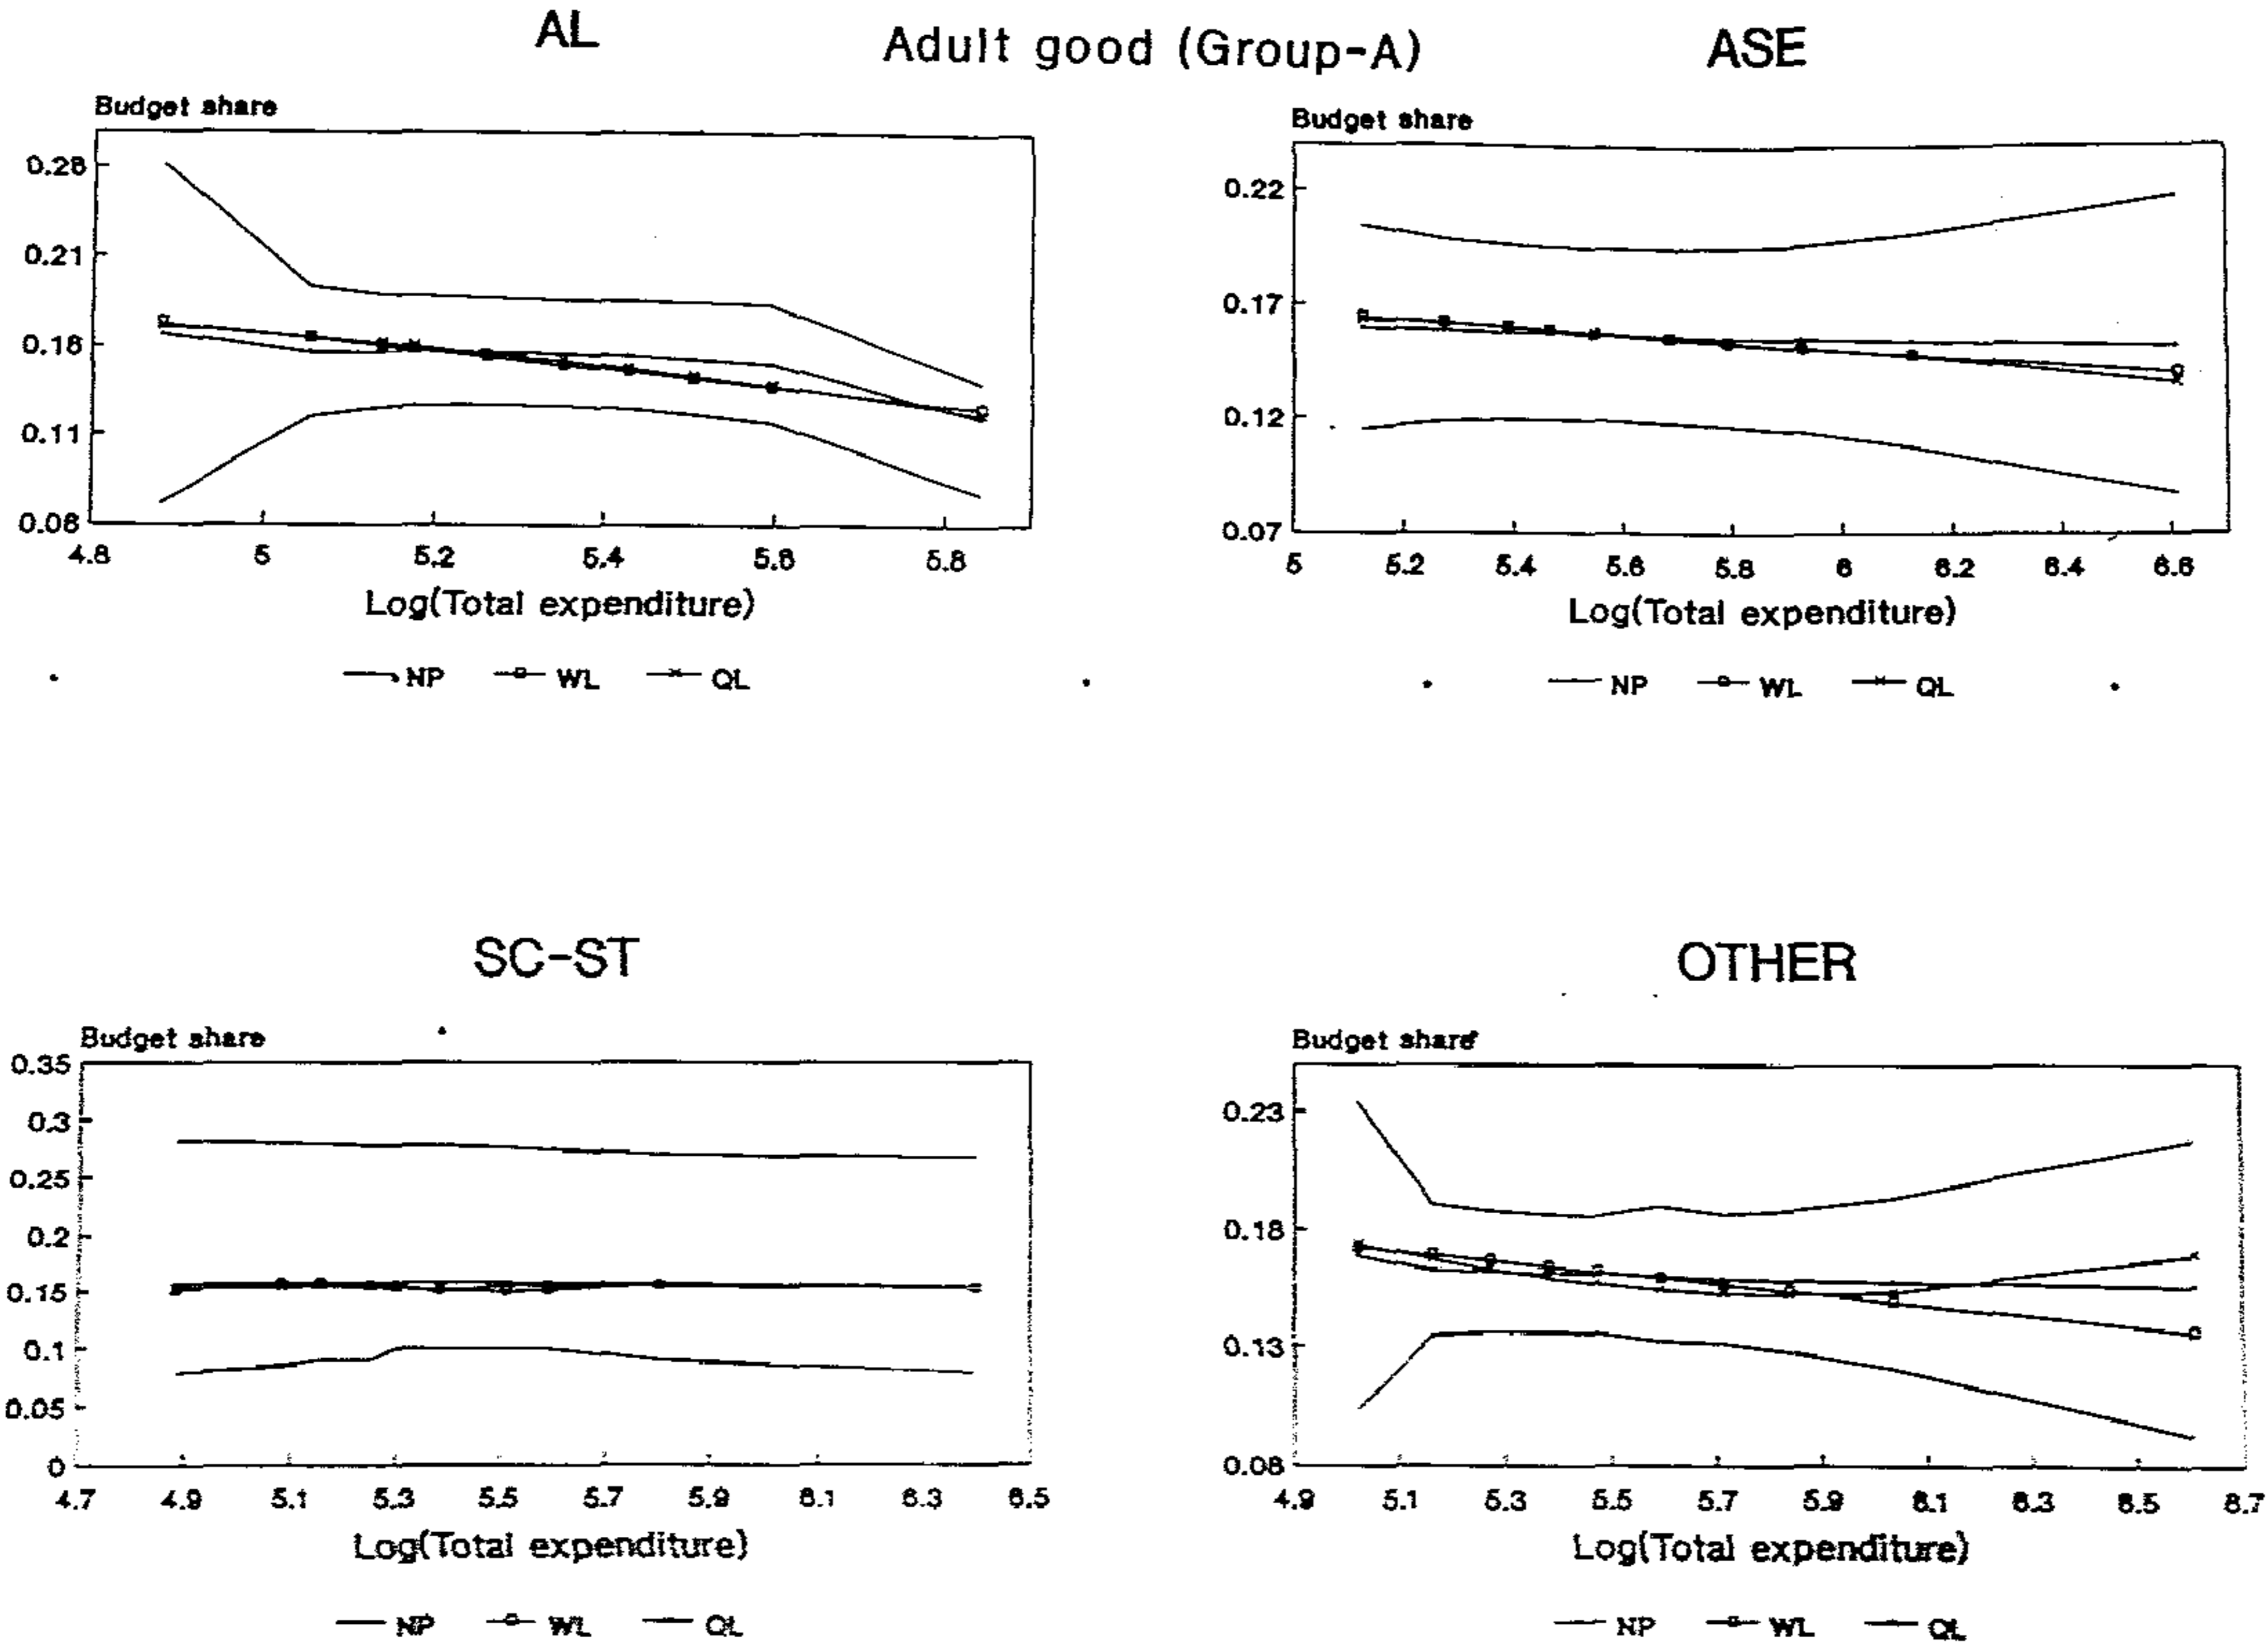 AL
Adult good (Group-A)
ASE
Budget share
0.26
0.21
0.16
0.11
0.06
4.8 5 5.2 5.4 5.6 5.8
Log(Total expenditure)
NP WL QL
Budget share
0.22
0.17
0.12
0.07
5 5.2 5.4 5.6 5.8 6 6.2 6.4 6.6
Log(Total expenditure)
NP WL QL
SC-ST
Budget share
0.35
0.3
0.25
0.2
0.15
0.1
0.05
0
4.7 4.9 5.1 5.3 5.5 5.7 5.9 6.1 6.3 6.5
Log(Total expenditure)
NP WL QL
OTHER
Budget share
0.23
0.18
0.13
0.08
4.9 5.1 5.3 5.5 5.7 5.9 6.1 6.3 6.5 6.7
Log(Total expenditure)
NP WL QL